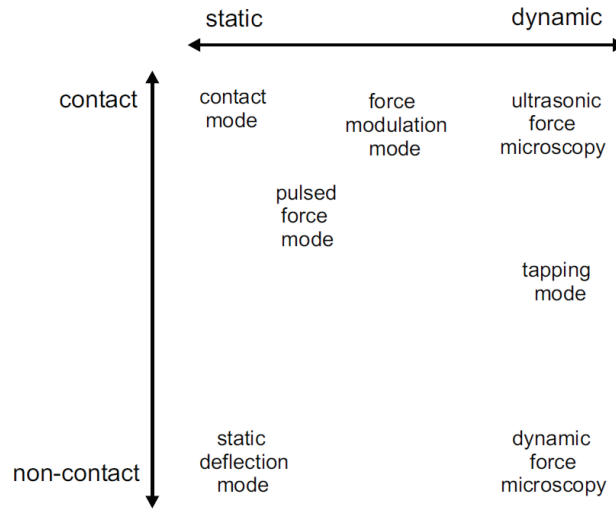 static
dynamic
contact
contact
mode
force
modulation
mode
ultrasonic
force
microscopy
pulsed
force
mode
tapping
mode
non-contact
static
deflection
mode
dynamic
force
microscopy